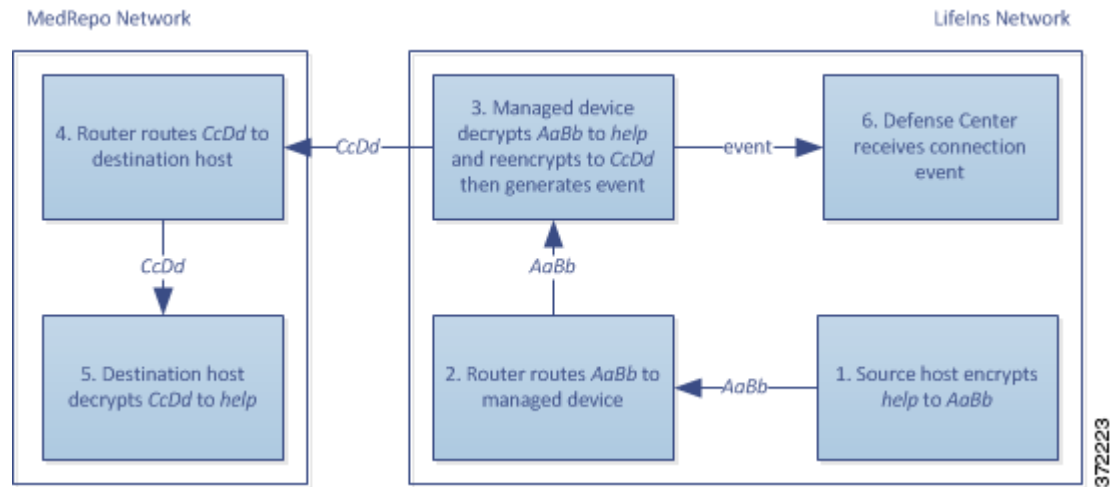 MedRepo Network
LifeIns Network
4. Router routes CcDd to
destination host
CcDd
3. Managed device
decrypts AaBb to help
and reencrypts to CcDd
then generates event
event
6. Defense Center
receives connection
event
CcDd
AaBb
5. Destination host
decrypts CcDd to help
2. Router routes AaBb to
managed device
AaBb
1. Source host encrypts
help to AaBb
372223